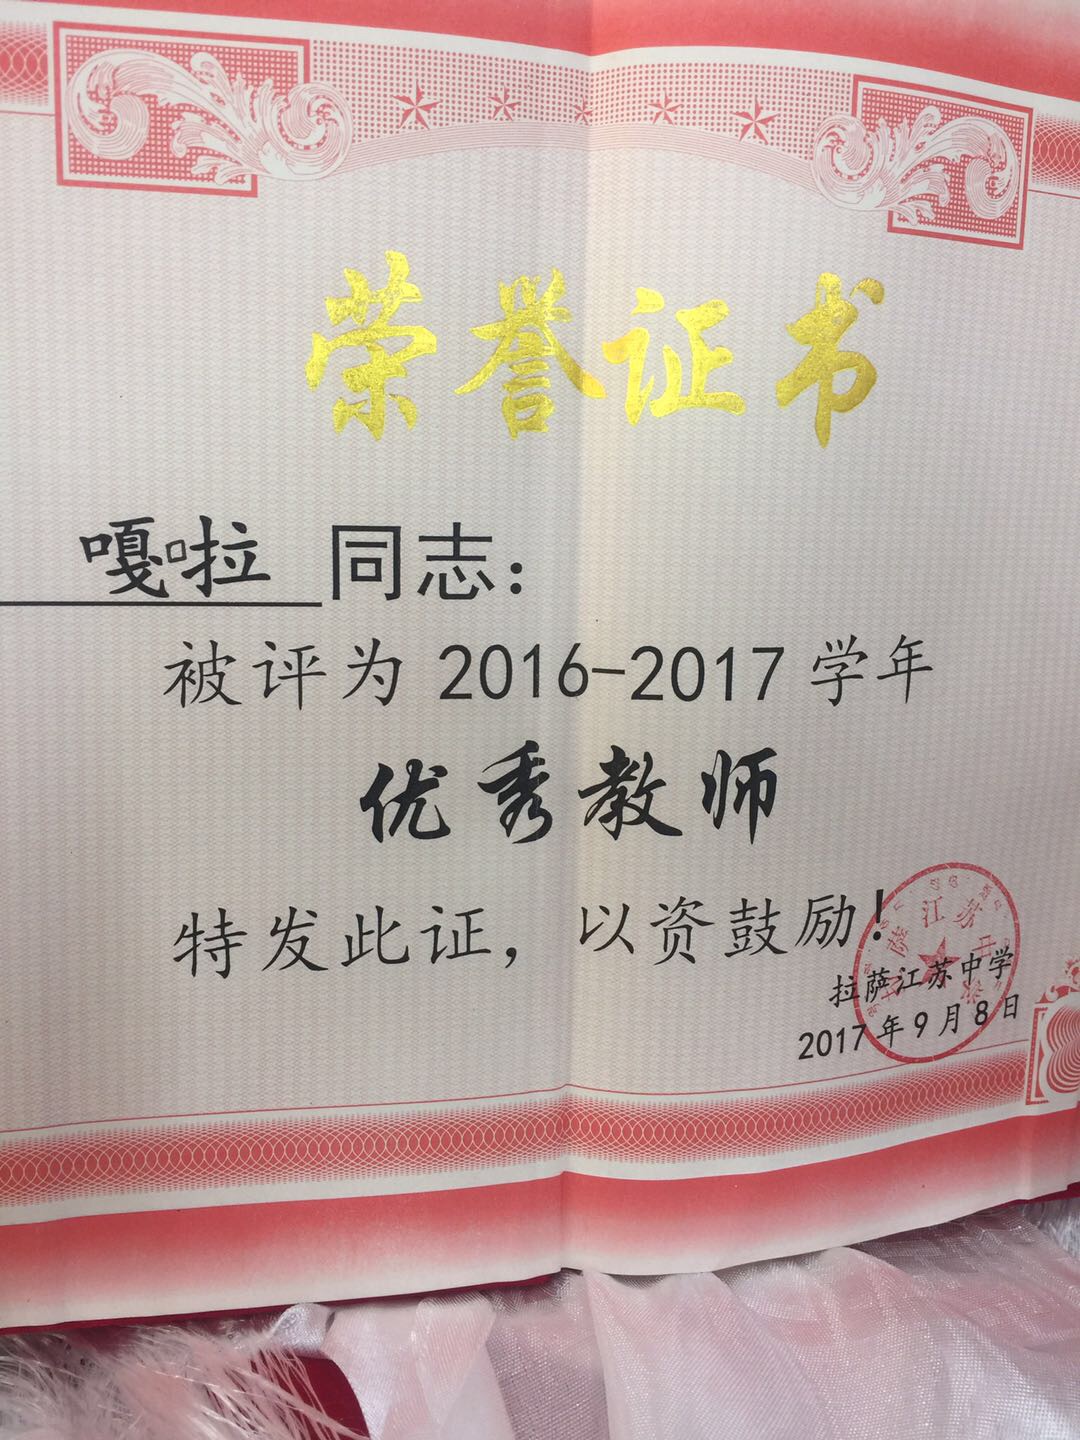 荣誉证书
嘎啦 同志：
被评为 2016-2017 学年
优秀教师
特发此证，以资鼓励！
拉萨江苏中学
2017 年 9 月 8 日